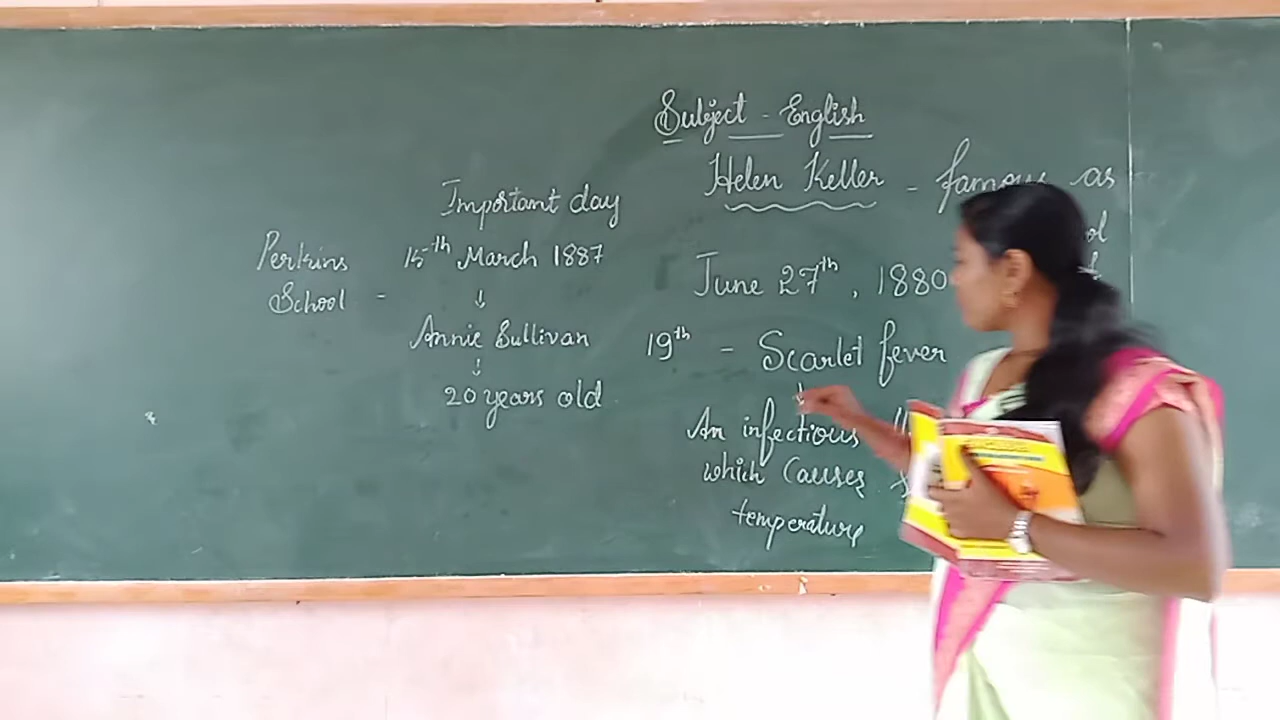 Subject - English
Helen Keller - famous as
June 27th, 1880
19th - Scarlet fever
An infectious
which causes
temperature
Important day
Perkins School -
15th March 1887
↓
Annie Sullivan
↓
20 years old